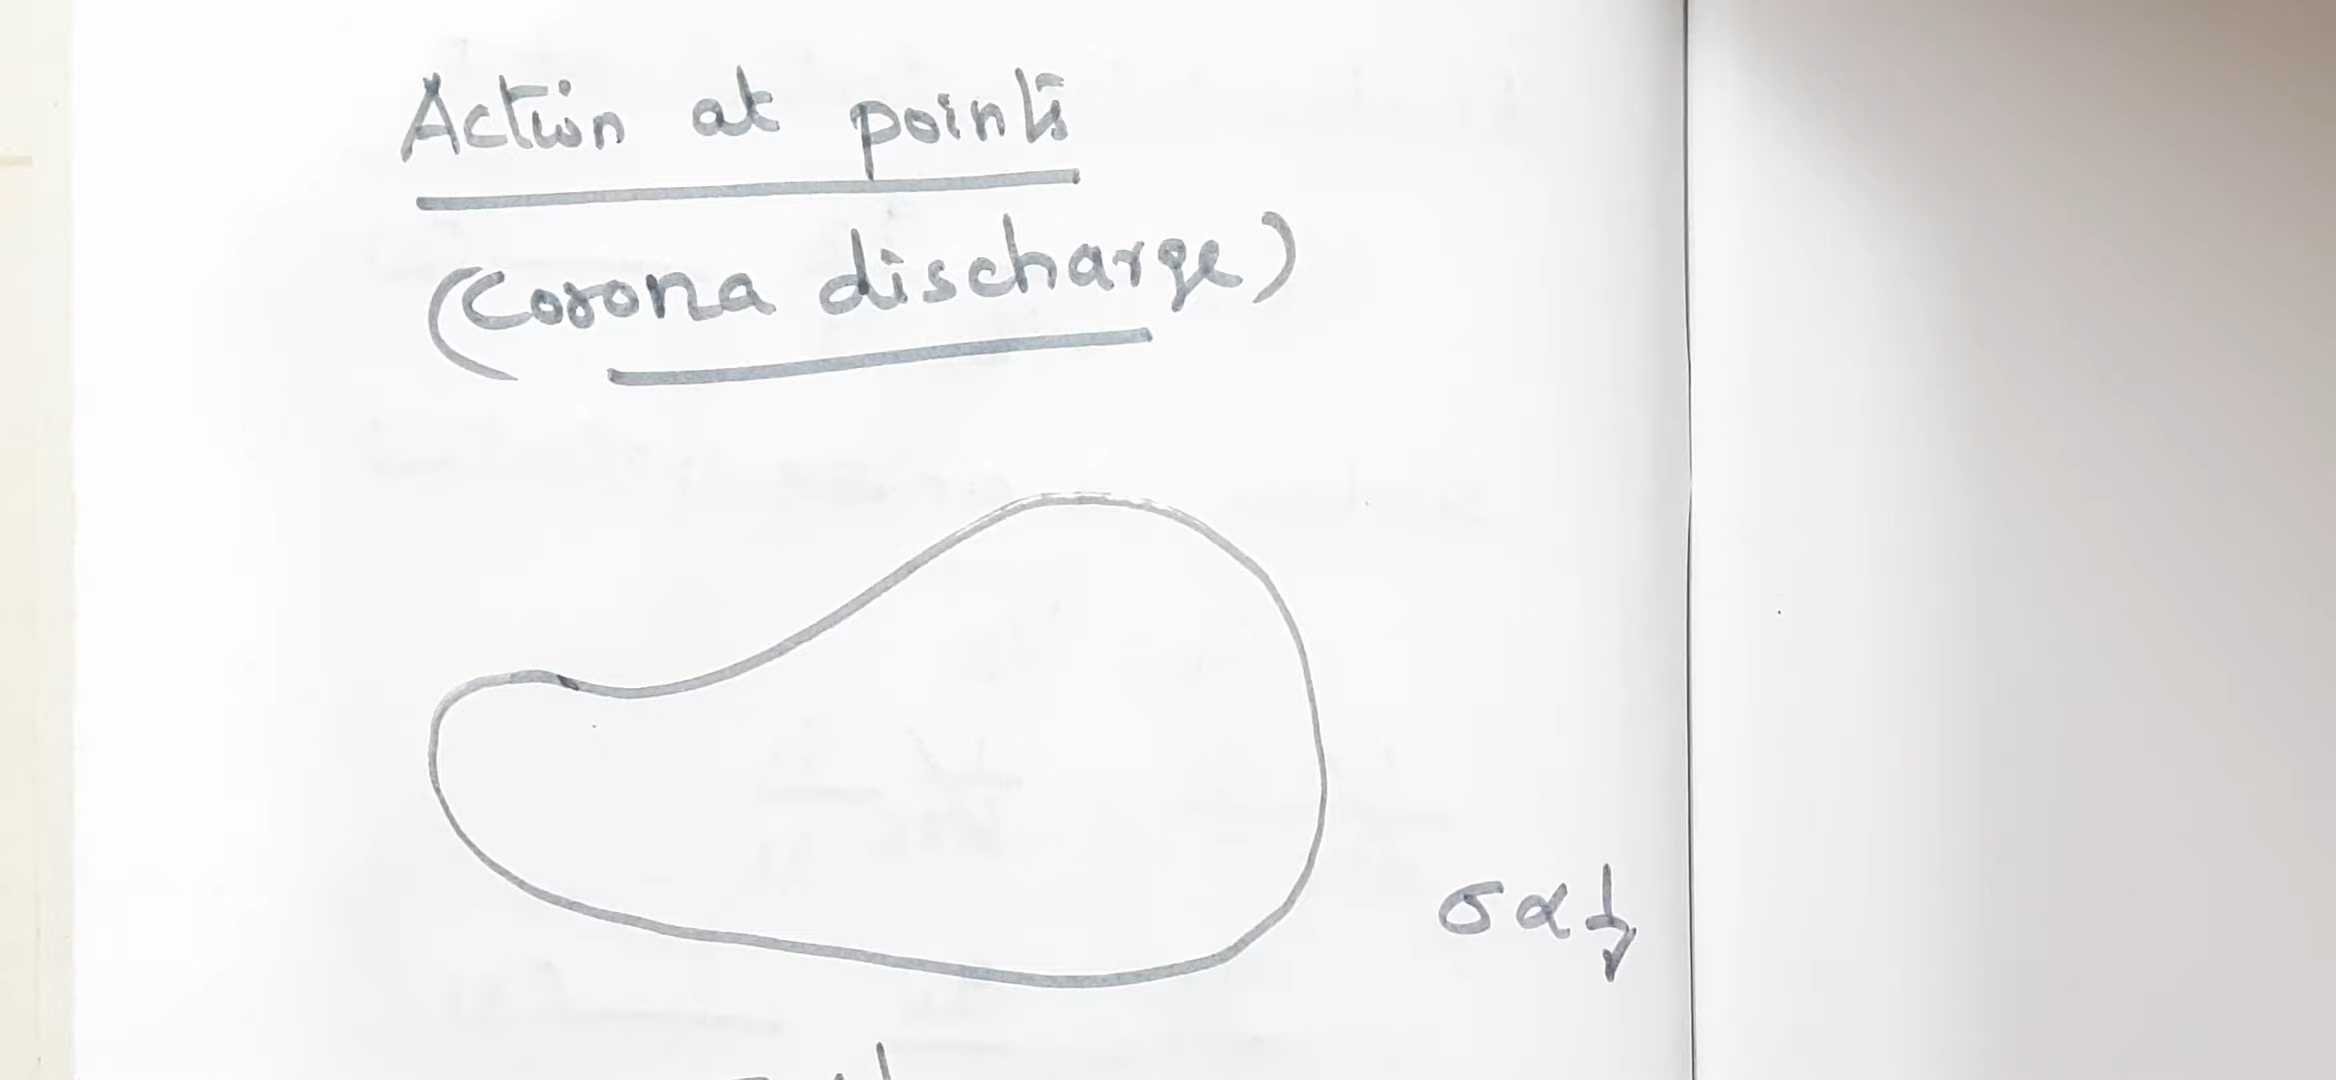 Action at points
(Corona discharge)
σ α 1/r